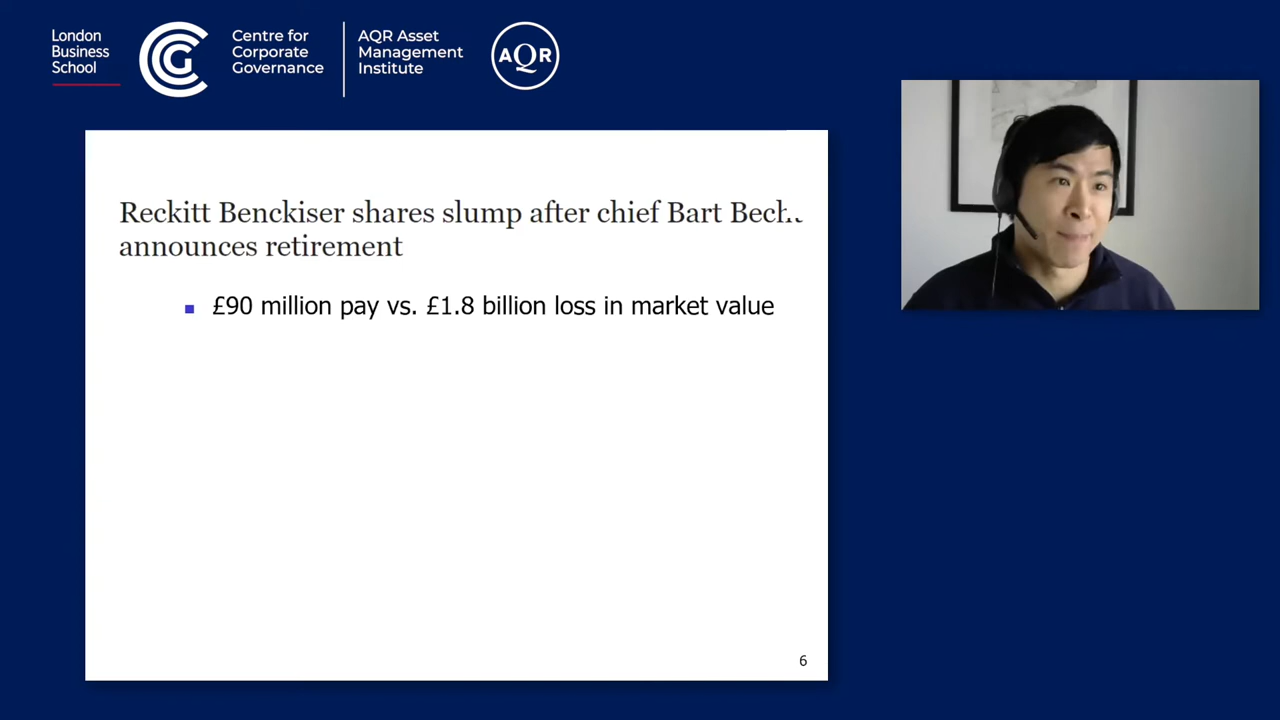 London
Business
School
Centre for
Corporate
Governance
AQR Asset
Management
Institute
AQR
Reckitt Benckiser shares slump after chief Bart Becht
announces retirement
£90 million pay vs. £1.8 billion loss in market value
6